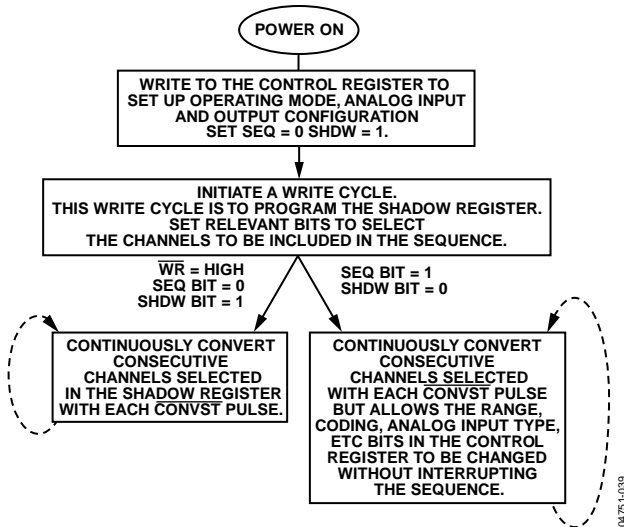 POWER ON
WRITE TO THE CONTROL REGISTER TO
SET UP OPERATING MODE, ANALOG INPUT
AND OUTPUT CONFIGURATION
SET SEQ = 0 SHDW = 1.
INITIATE A WRITE CYCLE.
THIS WRITE CYCLE IS TO PROGRAM THE SHADOW REGISTER.
SET RELEVANT BITS TO SELECT
THE CHANNELS TO BE INCLUDED IN THE SEQUENCE.
WR = HIGH
SEQ BIT = 0
SHDW BIT = 1
SEQ BIT = 1
SHDW BIT = 0
CONTINUOUSLY CONVERT
CONSECUTIVE
CHANNELS SELECTED
IN THE SHADOW REGISTER
WITH EACH CONVST PULSE.
CONTINUOUSLY CONVERT
CONSECUTIVE
CHANNELS SELECTED
WITH EACH CONVST PULSE
BUT ALLOWS THE RANGE,
CODING, ANALOG INPUT TYPE,
ETC BITS IN THE CONTROL
REGISTER TO BE CHANGED
WITHOUT INTERRUPTING
THE SEQUENCE.
04751-039